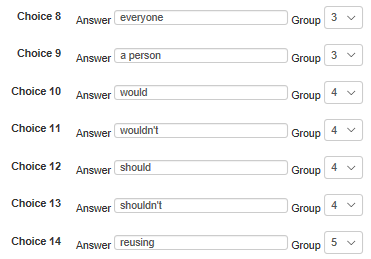 Choice 8 Answer everyone Group 3
Choice 9 Answer a person Group 3
Choice 10 Answer would Group 4
Choice 11 Answer wouldn't Group 4
Choice 12 Answer should Group 4
Choice 13 Answer shouldn't Group 4
Choice 14 Answer reusing Group 5